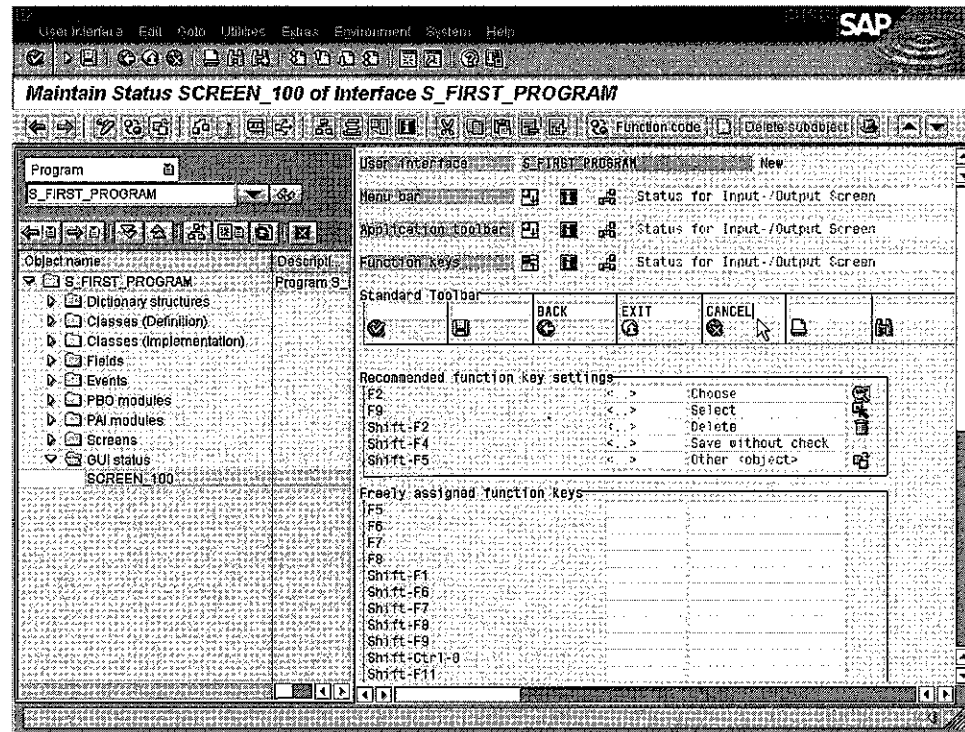 User Interface Edit Goto Utilities Extras Environment System Help
SAP
Maintain Status SCREEN_100 of Interface S_FIRST_PROGRAM
Function code Delete subobject
Program
S_FIRST_PROGRAM
Object name Descripti
S_FIRST_PROGRAM Program S_
Dictionary structures
Classes (Definition)
Classes (Implementation)
Fields
Events
PBO modules
PAI modules
Screens
GUI status
SCREEN_100
User interface S_FIRST_PROGRAM New
Menu bar Status for Input-/Output Screen
Application toolbar Status for Input-/Output Screen
Function keys Status for Input-/Output Screen
Standard Toolbar
BACK EXIT CANCEL
Recommended function key settings
F2 <..> Choose
F9 <..> Select
Shift-F2 <..> Delete
Shift-F4 <..> Save without check
Shift-F5 <..> Other <object>
Freely assigned function keys
F5
F6
F7
F8
Shift-F1
Shift-F6
Shift-F7
Shift-F8
Shift-F9
Shift-Ctrl-0
Shift-F11